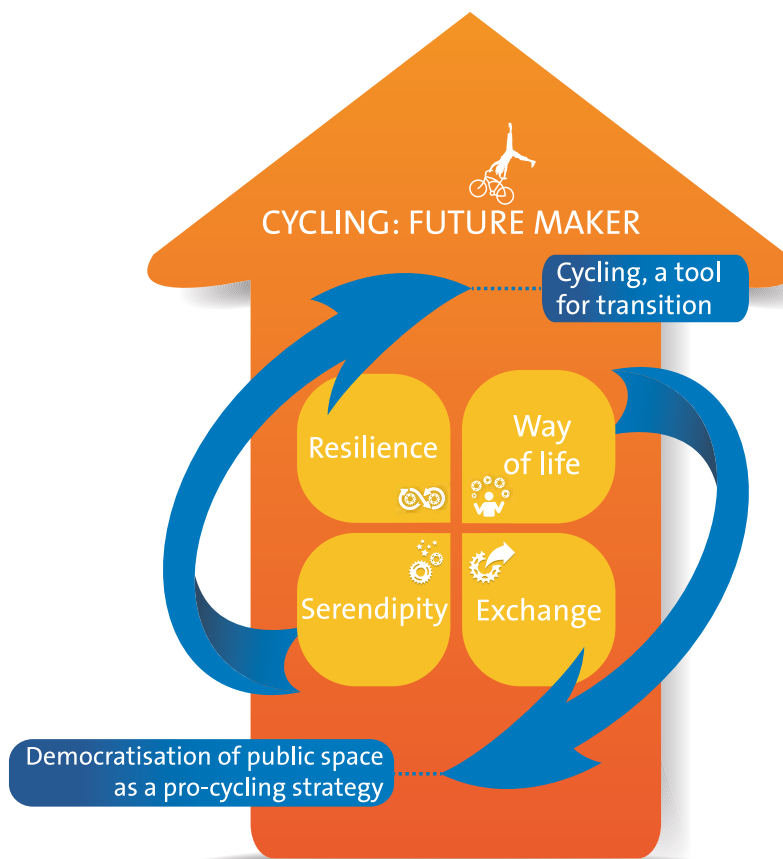 CYCLING: FUTURE MAKER
Cycling, a tool
for transition
Resilience
Way
of life
Serendipity
Exchange
Democratisation of public space
as a pro-cycling strategy